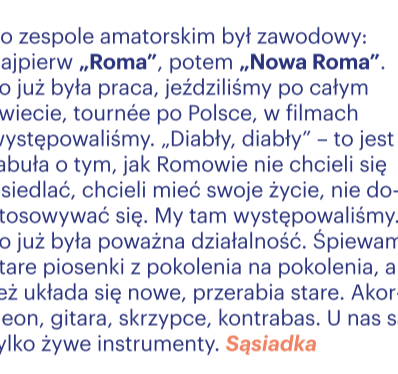 o zespole amatorskim był zawodowy:
ajpierw „Roma”, potem „Nowa Roma”.
o już była praca, jeździliśmy po całym
wiecie, tournée po Polsce, w filmach
występowaliśmy. „Diabły, diabły” – to jest
abuła o tym, jak Romowie nie chcieli się
siedlać, chcieli mieć swoje życie, nie do-
tosowywać się. My tam występowaliśmy.
o już była poważna działalność. Śpiewam
tare piosenki z pokolenia na pokolenia, a
eż układa się nowe, przerabia stare. Akor-
eon, gitara, skrzypce, kontrabas. U nas s
ylko żywe instrumenty. Sąsiadka